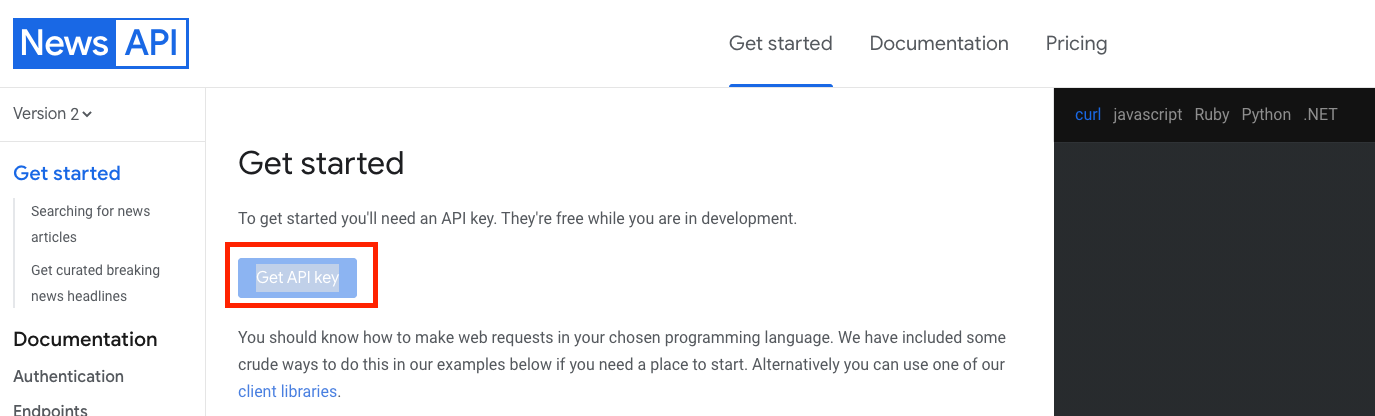 News API
Get started Documentation Pricing
Version 2
curl javascript Ruby Python .NET
Get started
Searching for news
articles
Get curated breaking
news headlines
Documentation
Authentication
Endpoints
Get started
To get started you'll need an API key. They're free while you are in development.
Get API key
You should know how to make web requests in your chosen programming language. We have included some
crude ways to do this in our examples below if you need a place to start. Alternatively you can use one of our
client libraries.